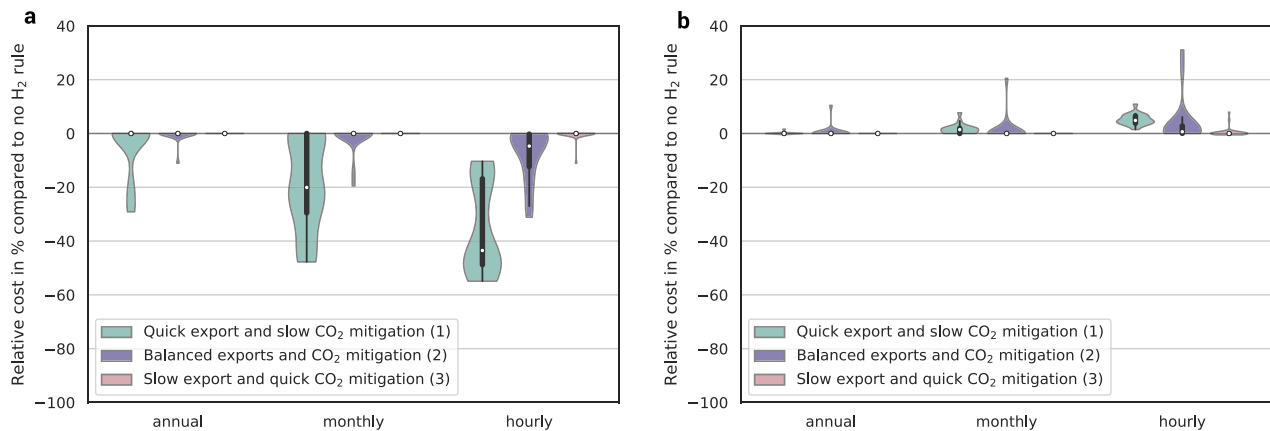 a
Relative cost in % compared to no H₂ rule
40
20
0
−20
−40
−60
−80
−100
Quick export and slow CO₂ mitigation (1)
Balanced exports and CO₂ mitigation (2)
Slow export and quick CO₂ mitigation (3)
annual
monthly
hourly
b
Relative cost in % compared to no H₂ rule
40
20
0
−20
−40
−60
−80
−100
Quick export and slow CO₂ mitigation (1)
Balanced exports and CO₂ mitigation (2)
Slow export and quick CO₂ mitigation (3)
annual
monthly
hourly